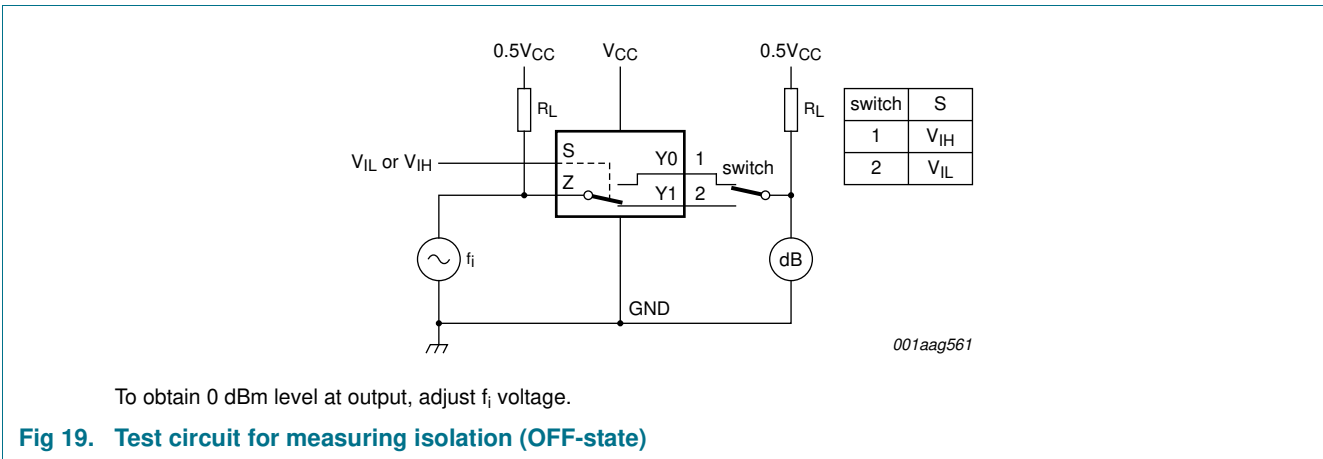 0.5VCC VCC 0.5VCC
RL RL
switch S
1 VIH
2 VIL
VIL or VIH
S Y0 1 switch
Z Y1 2
fi dB
GND
001aag561
To obtain 0 dBm level at output, adjust fi voltage.
Fig 19. Test circuit for measuring isolation (OFF-state)